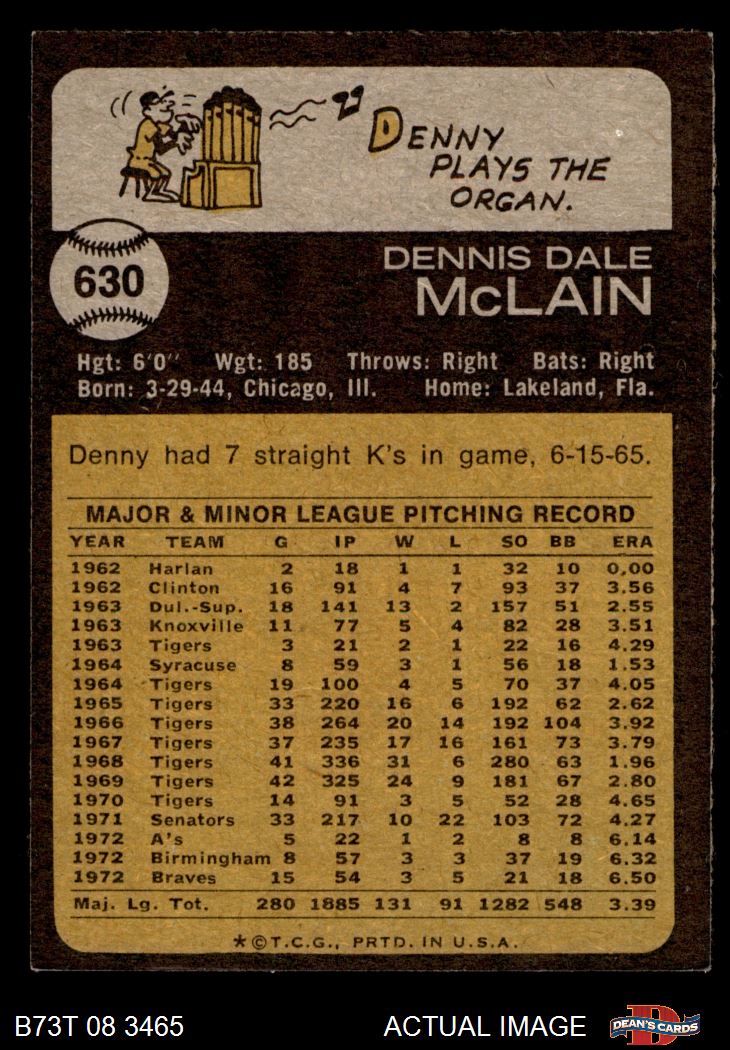 DENNY
PLAYS THE
ORGAN.
630
DENNIS DALE
McLAIN
Hgt: 6'0" Wgt: 185 Throws: Right Bats: Right
Born: 3-29-44, Chicago, Ill. Home: Lakeland, Fla.
Denny had 7 straight K's in game, 6-15-65.
MAJOR & MINOR LEAGUE PITCHING RECORD
YEAR TEAM G IP W L SO BB ERA
1962 Harlan 2 18 1 1 32 10 0,00
1962 Clinton 16 91 4 7 93 37 3.56
1963 Dul.-Sup. 18 141 13 2 157 51 2.55
1963 Knoxville 11 77 5 4 82 28 3.51
1963 Tigers 3 21 2 1 22 16 4.29
1964 Syracuse 8 59 3 1 56 18 1.53
1964 Tigers 19 100 4 5 70 37 4.05
1965 Tigers 33 220 16 6 192 62 2.62
1966 Tigers 38 264 20 14 192 104 3.92
1967 Tigers 37 235 17 16 161 73 3.79
1968 Tigers 41 336 31 6 280 63 1.96
1969 Tigers 42 325 24 9 181 67 2.80
1970 Tigers 14 91 3 5 52 28 4.65
1971 Senators 33 217 10 22 103 72 4.27
1972 A's 5 22 1 2 8 8 6.14
1972 Birmingham 8 57 3 3 37 19 6.32
1972 Braves 15 54 3 5 21 18 6.50
Maj. Lg. Tot. 280 1885 131 91 1282 548 3.39
*©T.C.G., PRTD. IN U.S.A.
B73T 08 3465 ACTUAL IMAGE DEAN'S CARDS